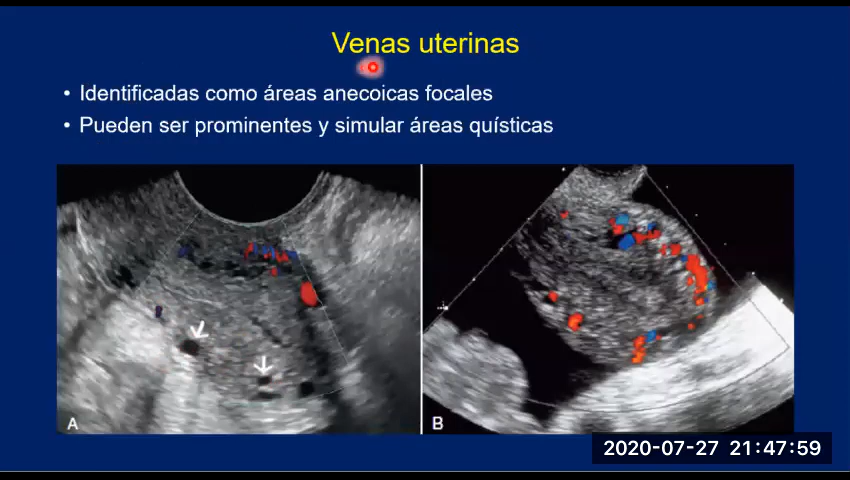 Venas uterinas
• Identificadas como áreas anecoicas focales
• Pueden ser prominentes y simular áreas quísticas
A
B
2020-07-27 21:47:59